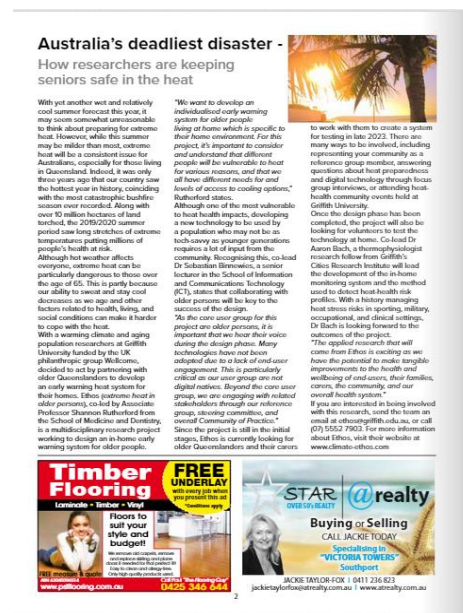 Australia's deadliest disaster -
How researchers are keeping
seniors safe in the heat
With yet another wet and relatively
cool summer forecast this year, it
may seem somewhat unreasonable
to think about preparing for extreme
heat. However, while this summer
may be milder than most, extreme
heat will be a consistent issue for
Australians, especially for those living
in Queensland. Indeed, it was only
three years ago that our country saw
the hottest year in history, coinciding
with the most catastrophic bushfire
season ever recorded. Along with
over 10 million hectares of land
torched, the 2019/2020 summer
period saw long stretches of extreme
temperatures putting millions of
people's health at risk.
Although hot weather affects
everyone, extreme heat can be
particularly dangerous to those over
the age of 65. This is partly because
our ability to sweat and stay cool
decreases as we age and other
factors related to health, living, and
social conditions can make it harder
to cope with the heat.
With a warming climate and aging
population researchers at Griffith
University funded by the UK
philanthropic group Wellcome,
decided to act by partnering with
older Queenslanders to develop
an early warning heat system for
their homes. Ethos (extreme heat in
older persons), co-led by Associate
Professor Shannon Rutherford from
the School of Medicine and Dentistry,
is a multidisciplinary research project
working to design an in-home early
warning system for older people.
"We want to develop an
individualised early warning
system for older people
living at home which is specific to
their home environment. For this
project, it's important to consider
and understand that different
people will be vulnerable to heat
for various reasons, and that we
all have different needs for and
levels of access to cooling options,"
Rutherford states.
Although one of the most vulnerable
to heat health impacts, developing
a new technology to be used by
a population who may not be as
tech-savvy as younger generations
requires a lot of input from the
community. Recognising this, co-lead
Dr Sebastian Binnewies, a senior
lecturer in the School of Information
and Communications Technology
(ICT), states that collaborating with
older persons will be key to the
success of the design.
"As the core user group for this
project are older persons, it is
important that we hear their voice
during the design phase. Many
technologies have not been
adopted due to a lack of end-user
engagement. This is particularly
critical as our user group are not
digital natives. Beyond the core user
group, we are engaging with related
stakeholders through our reference
group, steering committee, and
overall Community of Practice."
Since the project is still in the initial
stages, Ethos is currently looking for
older Queenslanders and their carers
to work with them to create a system
for testing in late 2023. There are
many ways to be involved, including
representing your community as a
reference group member, answering
questions about heat preparedness
and digital technology through focus
group interviews, or attending heat-
health community events held at
Griffith University.
Once the design phase has been
completed, the project will also be
looking for volunteers to test the
technology at home. Co-lead Dr
Aaron Bach, a thermophysiologist
research fellow from Griffith's
Cities Research Institute will lead
the development of the in-home
monitoring system and the method
used to detect heat-health risk
profiles. With a history managing
heat stress risks in sporting, military,
occupational, and clinical settings,
Dr Bach is looking forward to the
outcomes of the project.
"The applied research that will
come from Ethos is exciting as we
have the potential to make tangible
improvements to the health and
wellbeing of end-users, their families,
carers, the community, and our
overall health system."
If you are interested in being involved
with this research, send the team an
email at ethos@griffith.edu.au, or call
(07) 5552 7903. For more information
about Ethos, visit their website at
www.climate-ethos.com
Timber
Flooring
Laminate • Timber • Vinyl
FREE
UNDERLAY
with every job when
you present this ad
*Conditions apply
Floors to
suit your
style and
budget!
FREE measure & quote
www.pslflooring.com.au
Call Paul "The Flooring Guy"
0425 346 644
STAR
OVER 50's REALTY
@realty
Buying or Selling
CALL JACKIE TODAY
Specialising in
"VICTORIA TOWERS"
Southport
JACKIE TAYLOR-FOX | 0411 236 823
jackietaylorfox@atrealty.com.au | www.atrealty.com.au
2